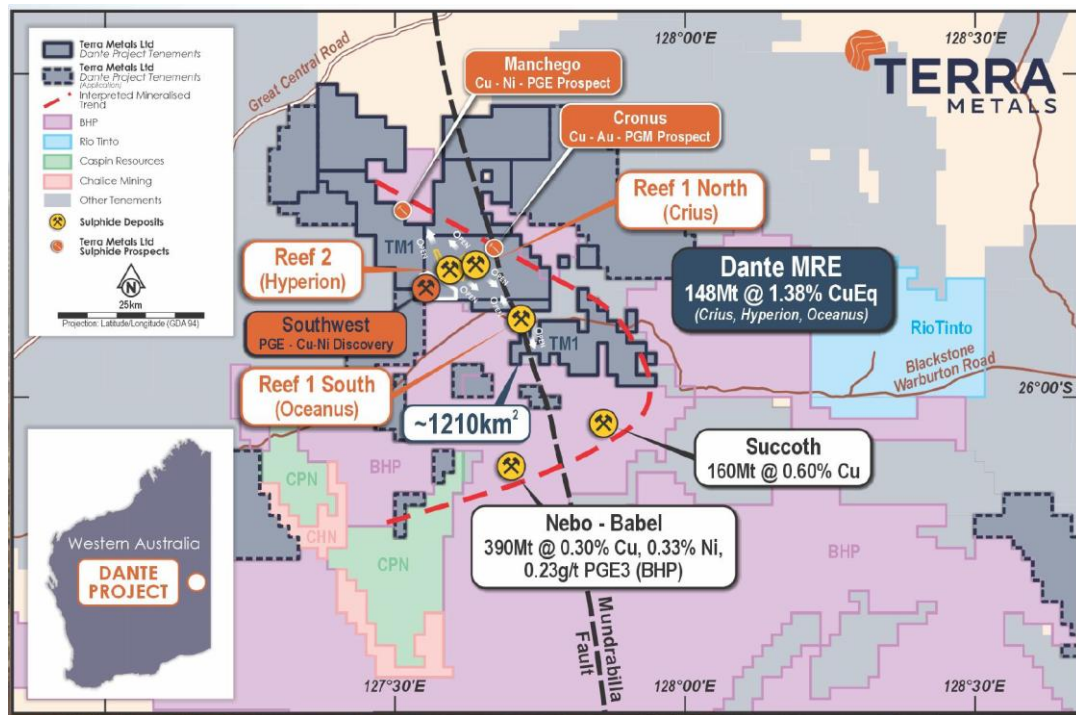 Terra Metals Ltd
Dante Project Tenements
Terra Metals Ltd
Dante Project Tenements
(Application)
Interpreted Mineralised
Trend
BHP
Rio Tinto
Caspin Resources
Chalice Mining
Other Tenements
Sulphide Deposits
Terra Metals Ltd
Sulphide Prospects
N
25km
Projection: Latitude/Longitude (GDA 94)
128°00'E
128°30'E
TERRA
METALS
Great Central Road
Manchego
Cu - Ni - PGE Prospect
Cronus
Cu - Au - PGM Prospect
Reef 1 North
(Crius)
TM1
OPEN
OPEN
OPEN
OPEN
OPEN
OPEN
Reef 2
(Hyperion)
Dante MRE
148Mt @ 1.38% CuEq
(Crius, Hyperion, Oceanus)
Southwest
PGE - Cu-Ni Discovery
RioTinto
TM1
Blackstone
Warburton Road
Reef 1 South
(Oceanus)
26°00'S
~1210km²
Succoth
160Mt @ 0.60% Cu
CPN
BHP
Nebo - Babel
390Mt @ 0.30% Cu, 0.33% Ni,
0.23g/t PGE3 (BHP)
CHN
CPN
BHP
Western Australia
DANTE
PROJECT
Mundrabilla
Fault
127°30'E
128°00'E
128°30'E